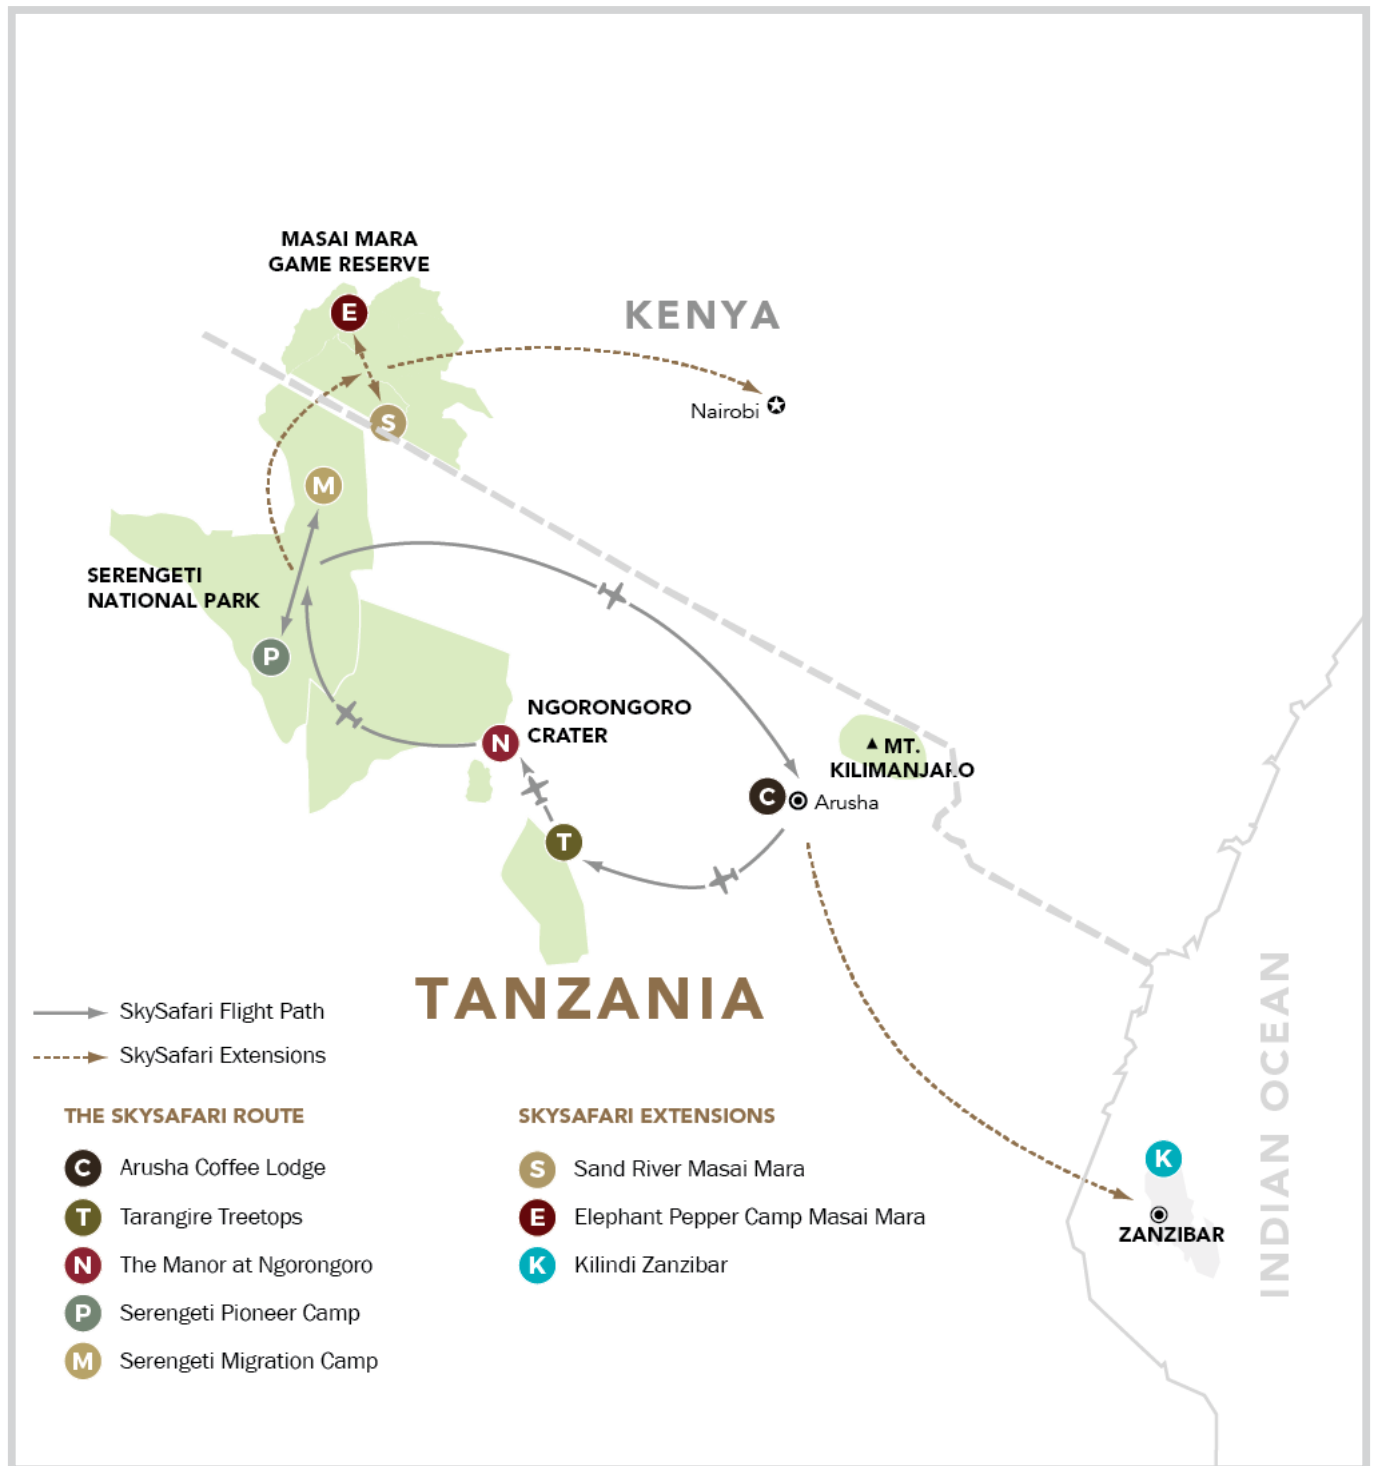 MASAI MARA
GAME RESERVE
E
KENYA
Nairobi
S
M
SERENGETI
NATIONAL PARK
P
NGORONGORO
CRATER
N
MT.
KILIMANJARO
C
Arusha
T
TANZANIA
INDIAN OCEAN
K
ZANZIBAR
SkySafari Flight Path
SkySafari Extensions
THE SKYSAFARI ROUTE
C Arusha Coffee Lodge
T Tarangire Treetops
N The Manor at Ngorongoro
P Serengeti Pioneer Camp
M Serengeti Migration Camp
SKYSAFARI EXTENSIONS
S Sand River Masai Mara
E Elephant Pepper Camp Masai Mara
K Kilindi Zanzibar